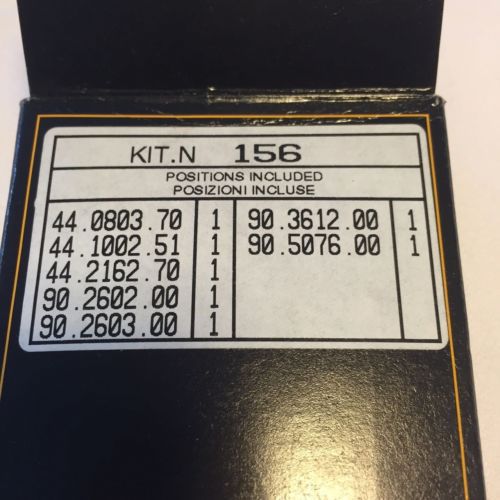 KIT.N 156
POSITIONS INCLUDED
POSIZIONI INCLUSE
44.0803.70 1 90.3612.00 1
44.1002.51 1 90.5076.00 1
44.2162.70 1
90.2602.00 1
90.2603.00 1